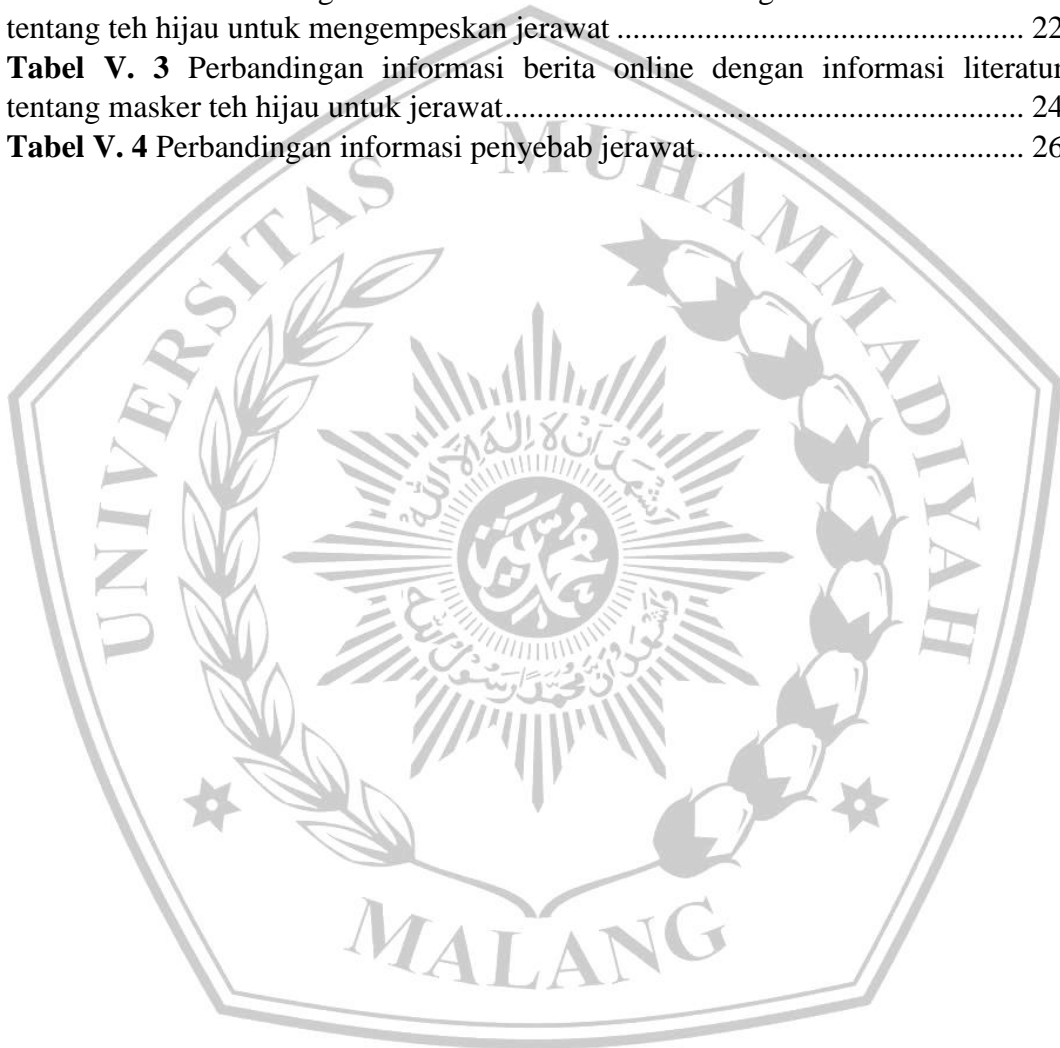 tentang teh hijau untuk mengempeskan jerawat .................................................... 22
Tabel V. 3 Perbandingan informasi berita online dengan informasi literatur
tentang masker teh hijau untuk jerawat.................................................................. 24
Tabel V. 4 Perbandingan informasi penyebab jerawat.......................................... 26
UNIVERSITAS MUHAMMADIYAH
MALANG